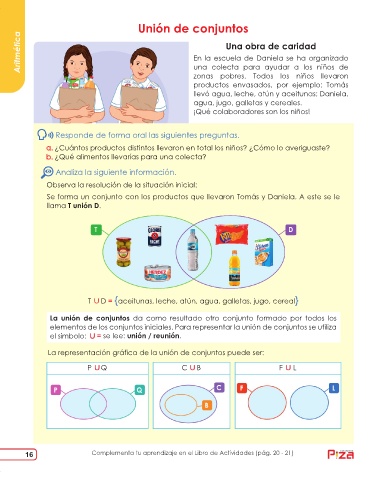 Aritmética
Unión de conjuntos
Una obra de caridad
En la escuela de Daniela se ha organizado
una colecta para ayudar a los niños de
zonas pobres. Todos los niños llevaron
productos envasados, por ejemplo: Tomás
llevó agua, leche, atún y aceitunas; Daniela,
agua, jugo, galletas y cereales.
¡Qué colaboradores son los niños!
Responde de forma oral las siguientes preguntas.
a. ¿Cuántos productos distintos llevaron en total los niños? ¿Cómo lo averiguaste?
b. ¿Qué alimentos llevarías para una colecta?
Analiza la siguiente información.
Observa la resolución de la situación inicial:
Se forma un conjunto con los productos que llevaron Tomás y Daniela. A este se le
llama T unión D.
T D
T U D = {aceitunas, leche, atún, agua, galletas, jugo, cereal}
La unión de conjuntos da como resultado otro conjunto formado por todos los
elementos de los conjuntos iniciales. Para representar la unión de conjuntos se utiliza
el símbolo: U = se lee: unión / reunión.
La representación gráfica de la unión de conjuntos puede ser:
P U Q C U B F U L
P Q C F L
B
16 Complementa tu aprendizaje en el Libro de Actividades (pág. 20 - 21)